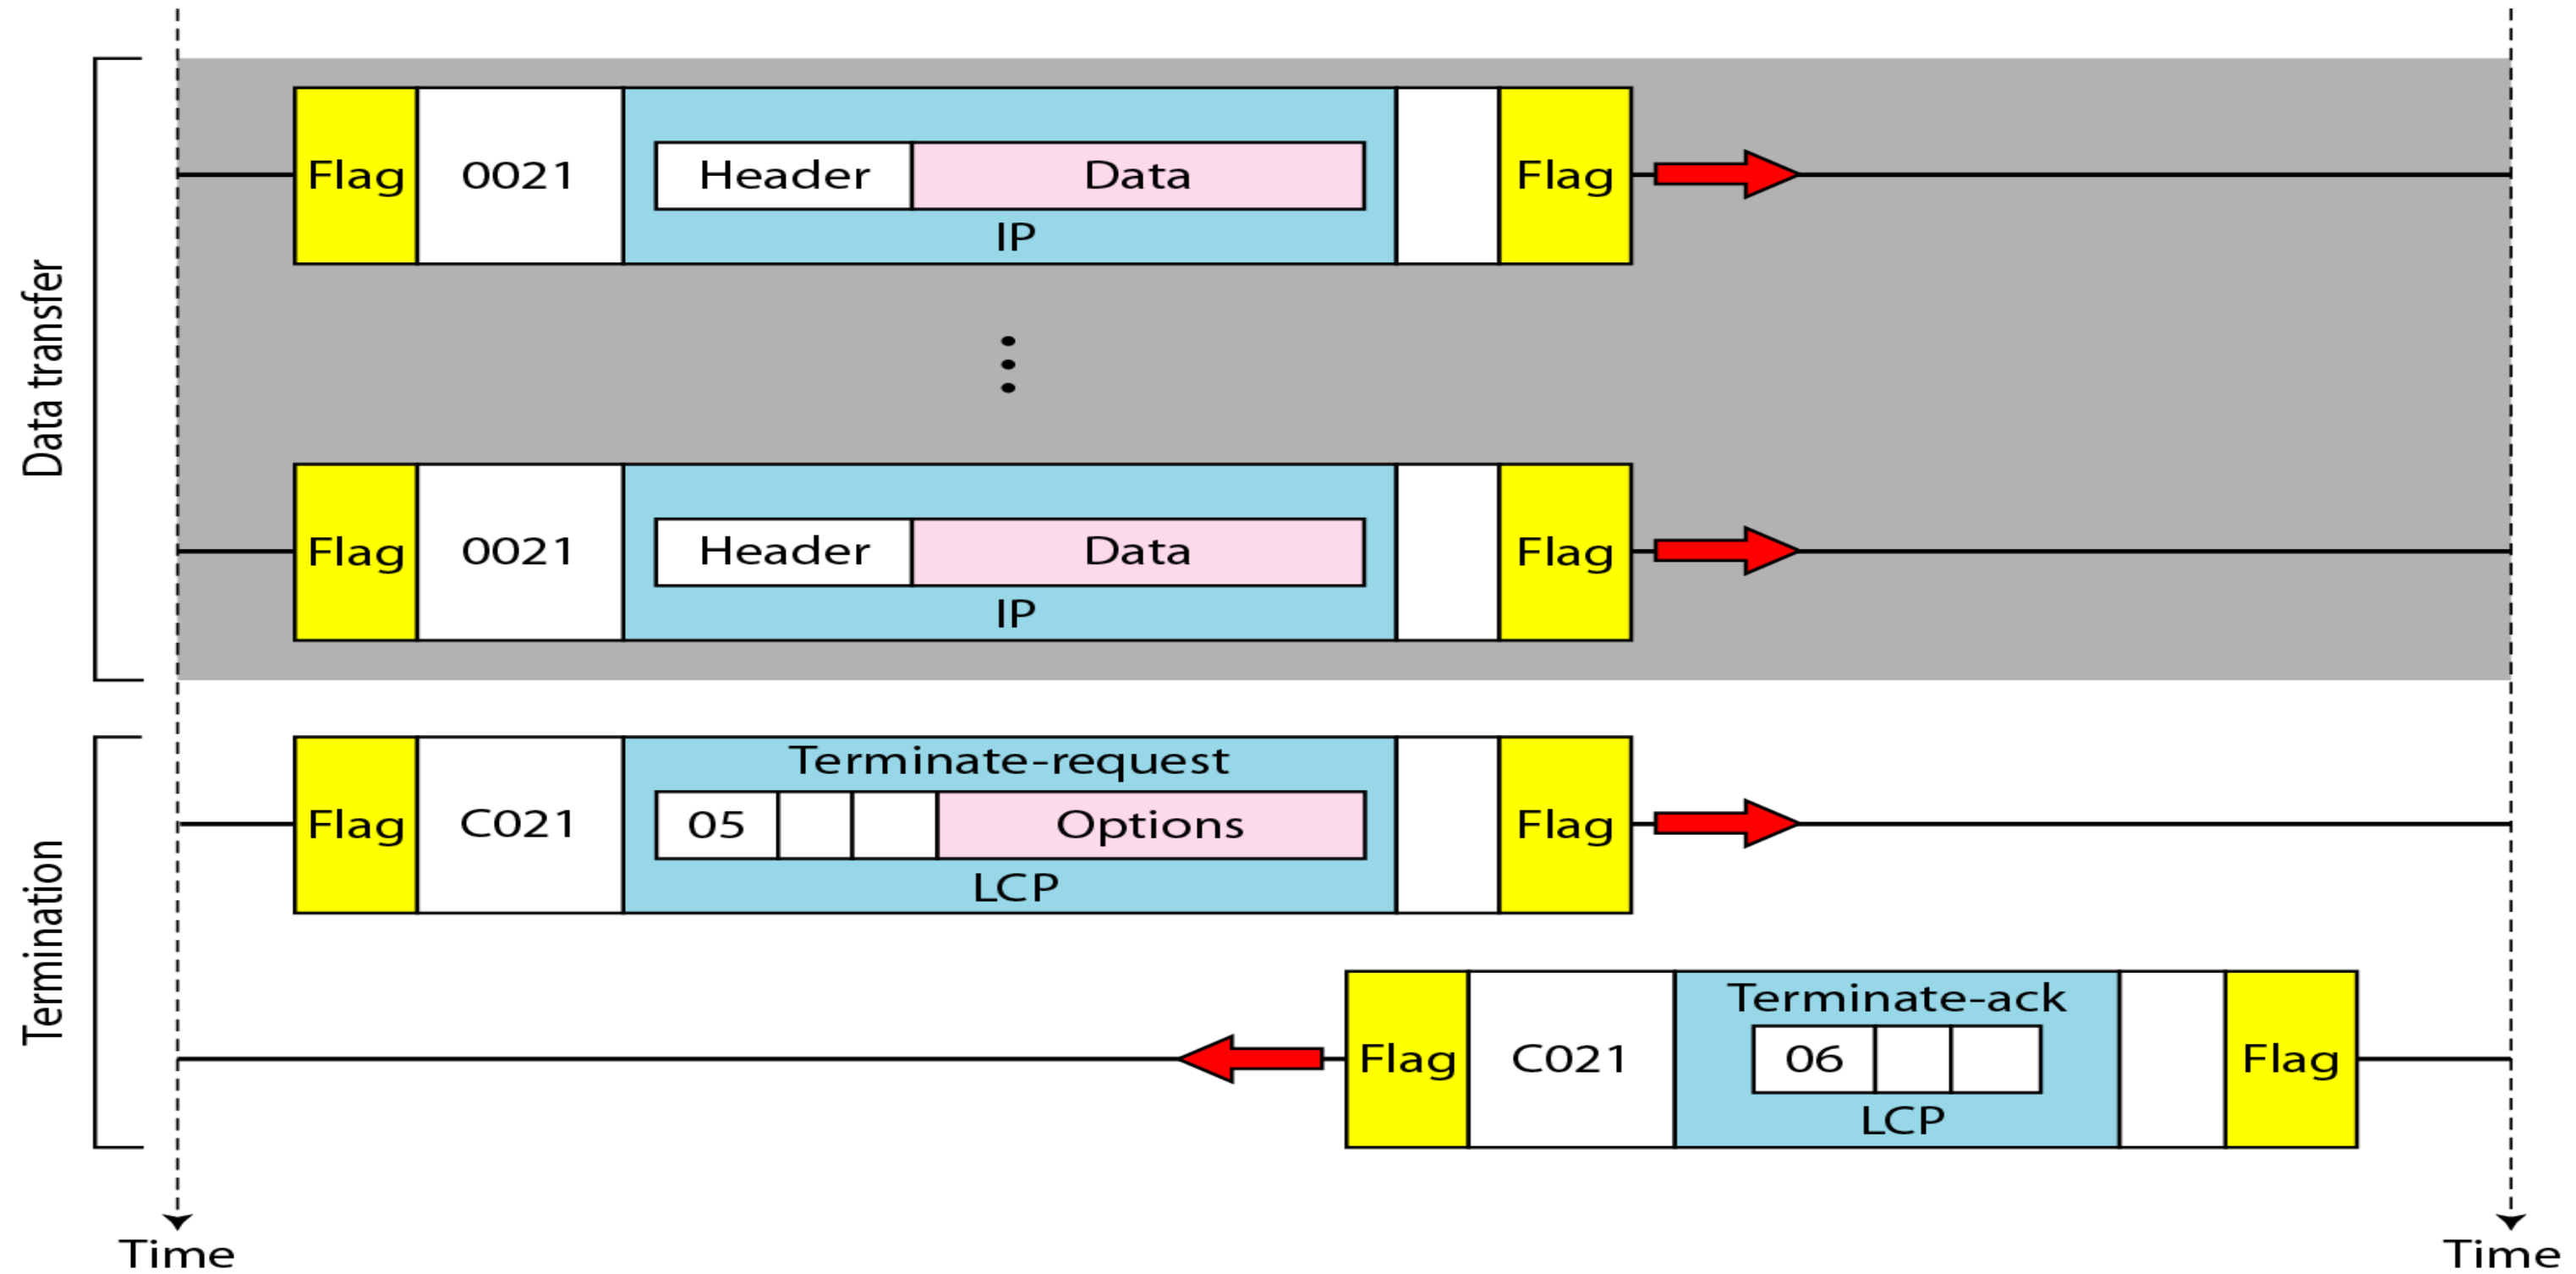 Data transfer
Flag 0021 Header Data Flag
IP
Flag 0021 Header Data Flag
IP
Termination
Terminate-request
Flag C021 05 Options Flag
LCP
Terminate-ack
Flag C021 06 Flag
LCP
Time Time